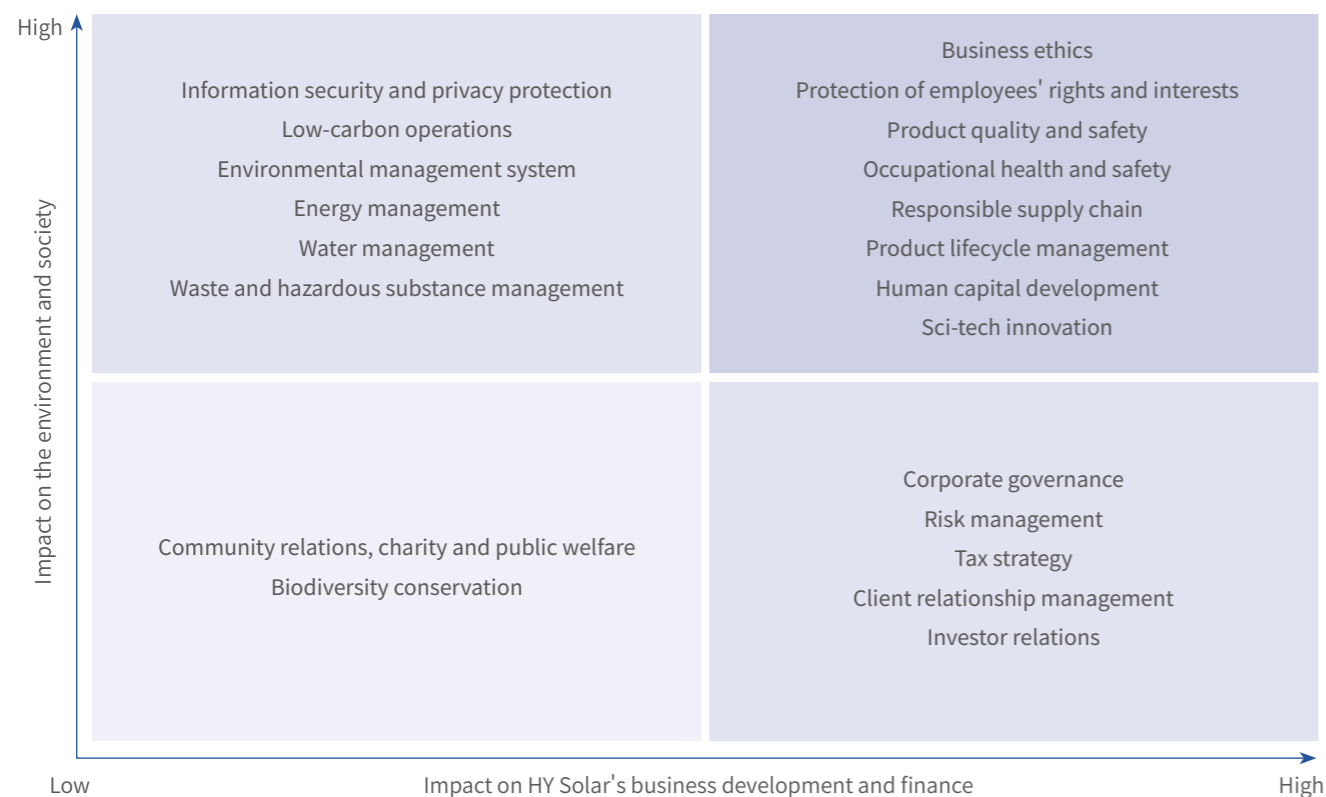 High
Impact on the environment and society
Information security and privacy protection
Low-carbon operations
Environmental management system
Energy management
Water management
Waste and hazardous substance management
Business ethics
Protection of employees' rights and interests
Product quality and safety
Occupational health and safety
Responsible supply chain
Product lifecycle management
Human capital development
Sci-tech innovation
Community relations, charity and public welfare
Biodiversity conservation
Corporate governance
Risk management
Tax strategy
Client relationship management
Investor relations
Low
Impact on HY Solar's business development and finance
High